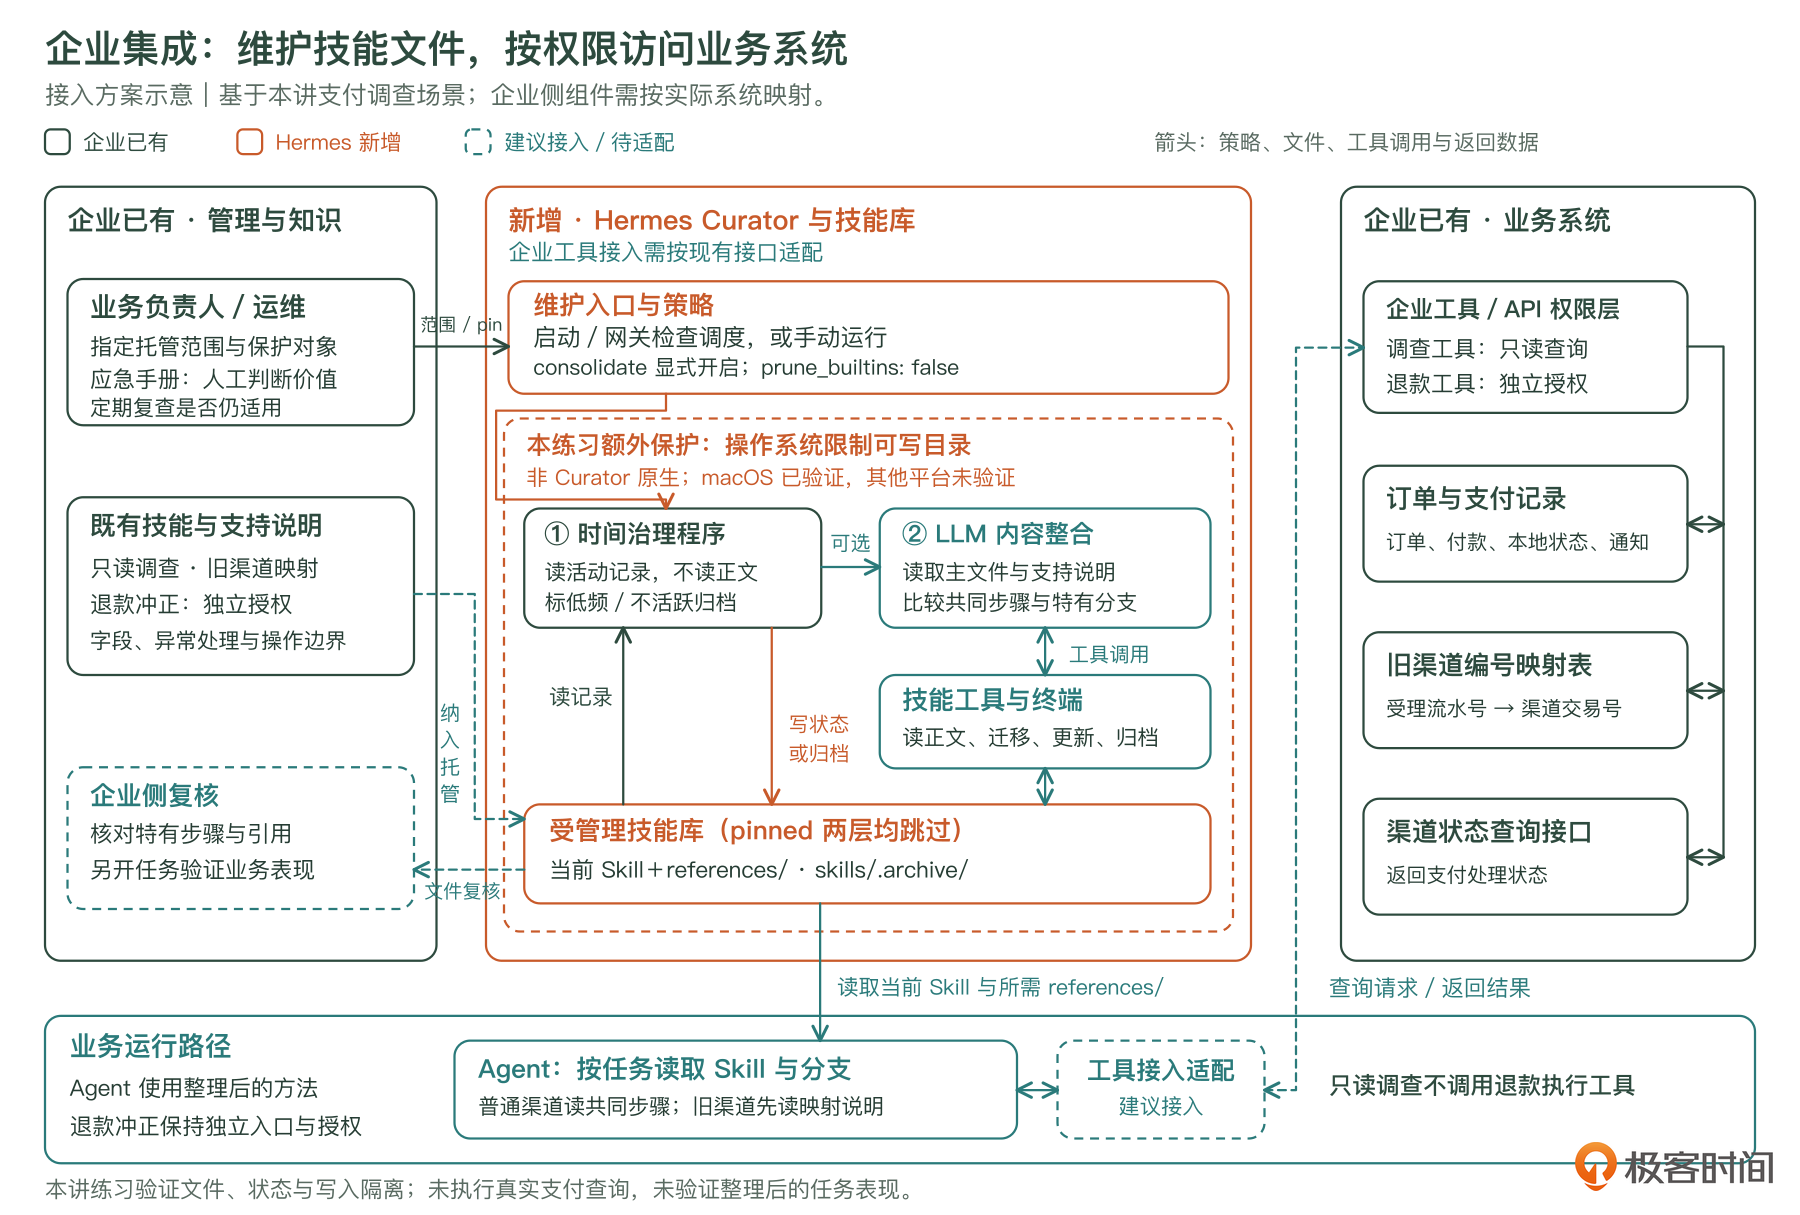 企业集成：维护技能文件，按权限访问业务系统
接入方案示意｜基于本讲支付调查场景；企业侧组件需按实际系统映射。
企业已有
Hermes 新增
建议接入 / 待适配
箭头：策略、文件、工具调用与返回数据
企业已有 · 管理与知识
业务负责人 / 运维
指定托管范围与保护对象
应急手册：人工判断价值
定期复查是否仍适用
范围 / pin
既有技能与支持说明
只读调查 · 旧渠道映射
退款冲正：独立授权
字段、异常处理与操作边界
纳
入
托
管
企业侧复核
核对特有步骤与引用
另开任务验证业务表现
文件复核
新增 · Hermes Curator 与技能库
企业工具接入需按现有接口适配
维护入口与策略
启动 / 网关检查调度，或手动运行
consolidate 显式开启；prune_builtins: false
本练习额外保护：操作系统限制可写目录
非 Curator 原生；macOS 已验证，其他平台未验证
① 时间治理程序
读活动记录，不读正文
标低频 / 不活跃归档
可选
② LLM 内容整合
读取主文件与支持说明
比较共同步骤与特有分支
工具调用
读记录
写状态
或归档
技能工具与终端
读正文、迁移、更新、归档
受管理技能库（pinned 两层均跳过）
当前 Skill＋references/ · skills/.archive/
读取当前 Skill 与所需 references/
企业已有 · 业务系统
企业工具 / API 权限层
调查工具：只读查询
退款工具：独立授权
订单与支付记录
订单、付款、本地状态、通知
旧渠道编号映射表
受理流水号 → 渠道交易号
渠道状态查询接口
返回支付处理状态
查询请求 / 返回结果
业务运行路径
Agent 使用整理后的方法
退款冲正保持独立入口与授权
Agent：按任务读取 Skill 与分支
普通渠道读共同步骤；旧渠道先读映射说明
工具接入适配
建议接入
只读调查不调用退款执行工具
本讲练习验证文件、状态与写入隔离；未执行真实支付查询，未验证整理后的任务表现。
极客时间